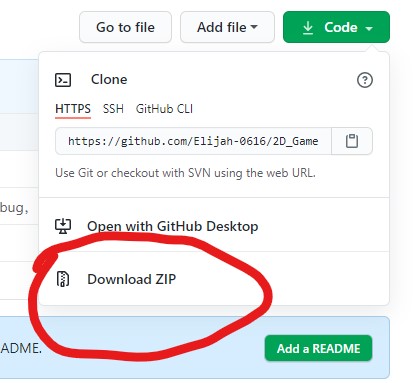 Go to file Add file Code
Clone
HTTPS SSH GitHub CLI
https://github.com/Elijah-0616/2D_Game
Use Git or checkout with SVN using the web URL.
bug,
Open with GitHub Desktop
Download ZIP
ADME. Add a README